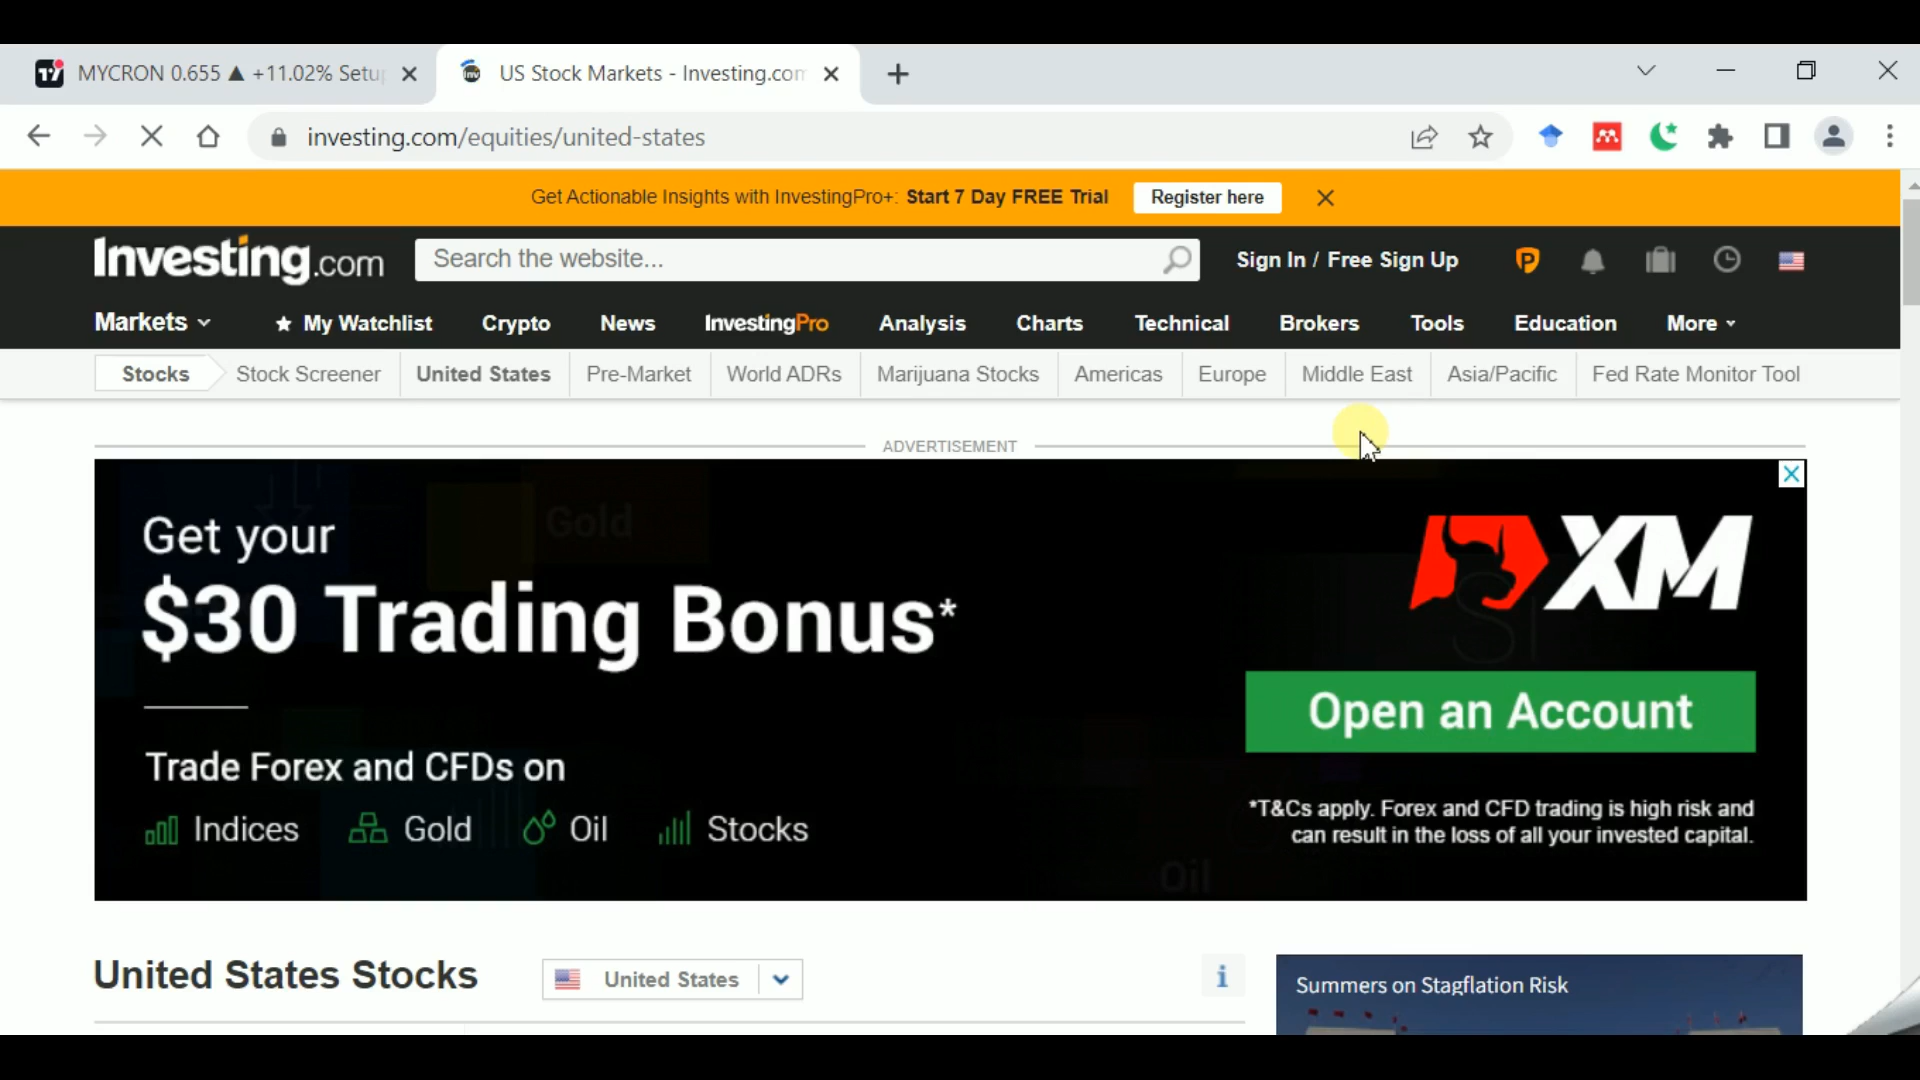 MYCRON 0.655 ▲ +11.02% Setu
US Stock Markets - Investing.com
investing.com/equities/united-states
Get Actionable Insights with InvestingPro+: Start 7 Day FREE Trial
Register here
Investing.com
Search the website...
Sign In / Free Sign Up
Markets
My Watchlist
Crypto
News
InvestingPro
Analysis
Charts
Technical
Brokers
Tools
Education
More
Stocks
Stock Screener
United States
Pre-Market
World ADRs
Marijuana Stocks
Americas
Europe
Middle East
Asia/Pacific
Fed Rate Monitor Tool
ADVERTISEMENT
Gold
Get your
$30 Trading Bonus*
XM
Open an Account
Trade Forex and CFDs on
Indices
Gold
Oil
Stocks
*T&Cs apply. Forex and CFD trading is high risk and
can result in the loss of all your invested capital.
Oil
United States Stocks
United States
i
Summers on Stagflation Risk